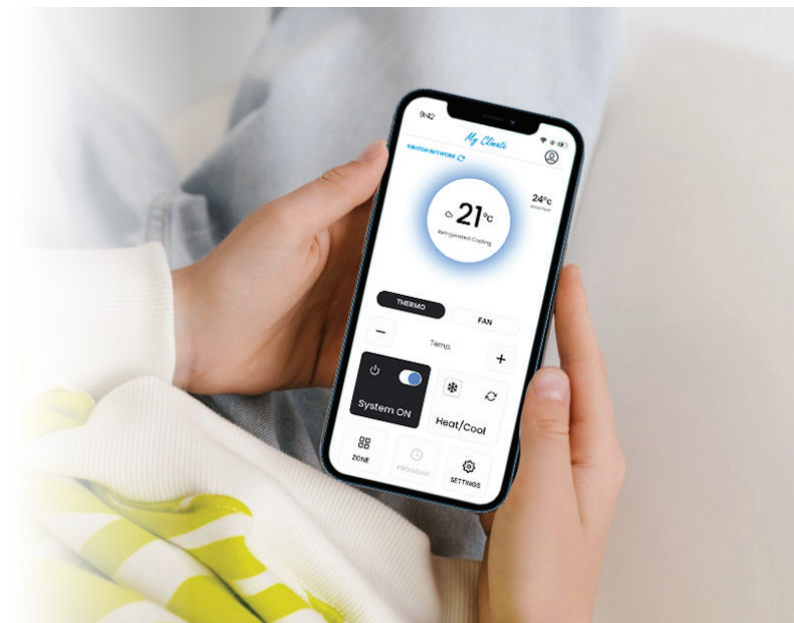 9:42
My Climate
SWITCH NETWORK
24°C
21°C
Refrigerated Cooling
THERMO
FAN
− Temp. +
System ON
Heat/Cool
ZONE
PROGRAM
SETTINGS